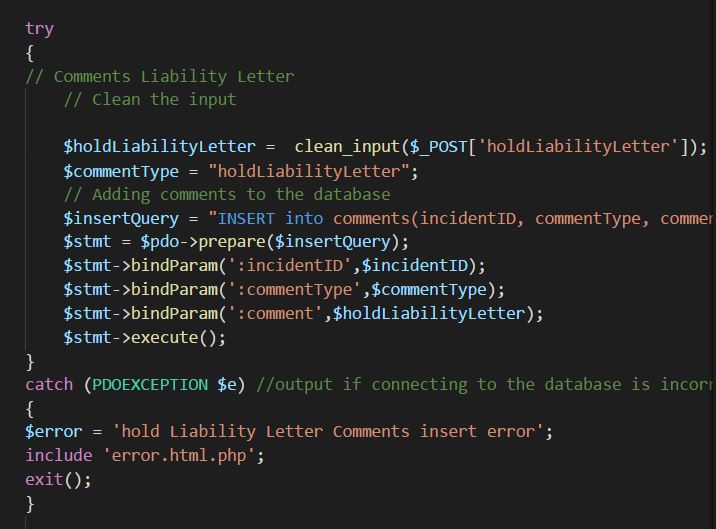 try
{
// Comments Liability Letter
// Clean the input
$holdLiabilityLetter =  clean_input($_POST['holdLiabilityLetter']);
$commentType = "holdLiabilityLetter";
// Adding comments to the database
$insertQuery = "INSERT into comments(incidentID, commentType,
$stmt = $pdo->prepare($insertQuery);
$stmt->bindParam(':incidentID',$incidentID);
$stmt->bindParam(':commentType',$commentType);
$stmt->bindParam(':comment',$holdLiabilityLetter);
$stmt->execute();
}
catch (PDOEXCEPTION $e) //output if connecting to the database is
{
$error = 'hold Liability Letter Comments insert error';
include 'error.html.php';
exit();
}